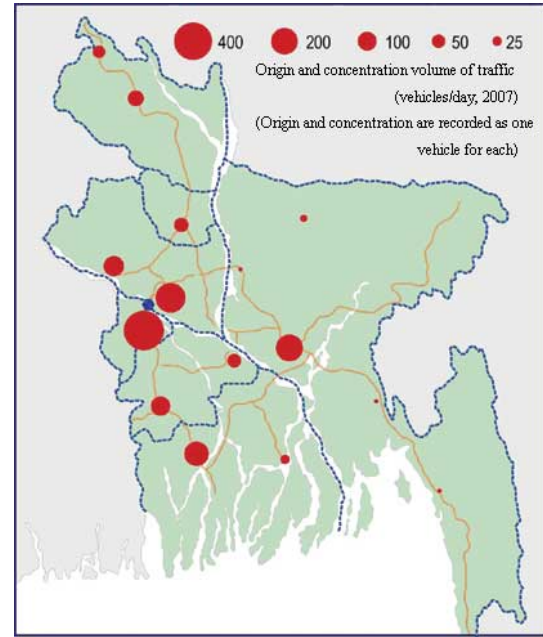 400 200 100 50 25
Origin and concentration volume of traffic
(vehicles/day, 2007)
(Origin and concentration are recorded as one
vehicle for each)